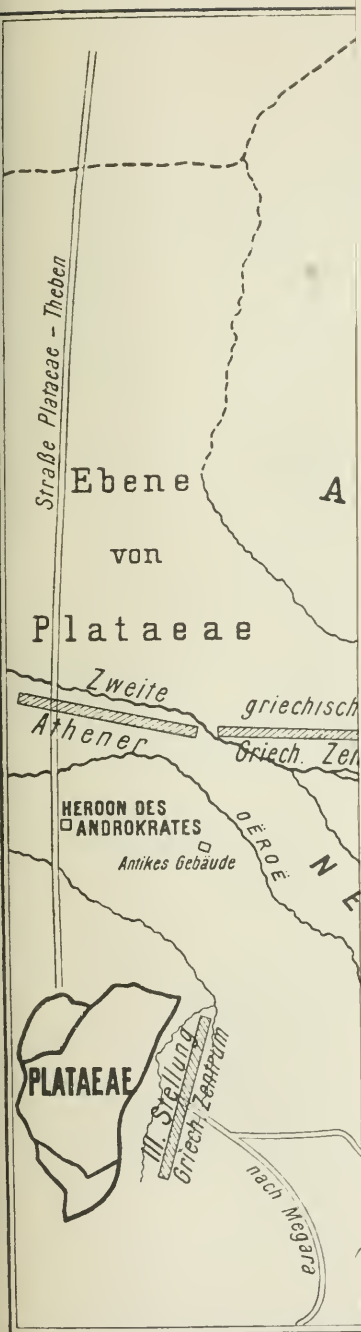 Straße Plataeae - Theben
Ebene
A
von
Plataeae
Zweite
griechisch
Athener
Griech. Zen
HEROON DES
ANDROKRATES
OËROË
Antikes Gebäude
NE
PLATAEAE
III. Stellung
Griech. Zentrum
nach Megara